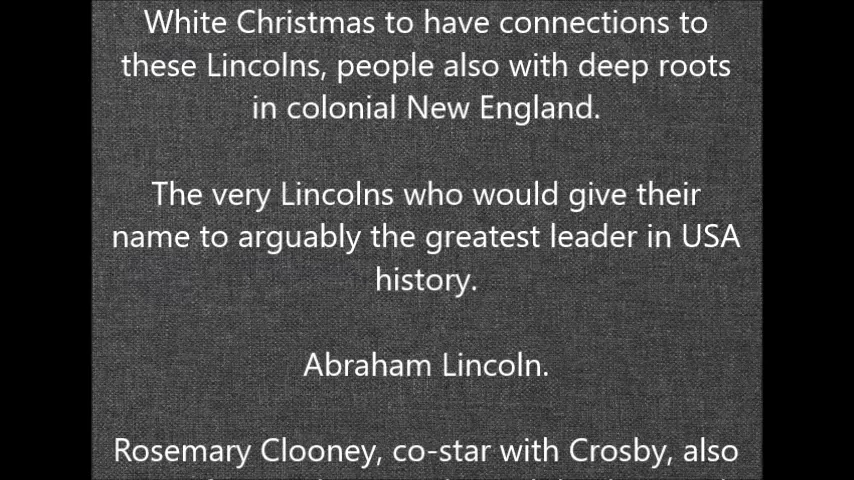 White Christmas to have connections to
these Lincolns, people also with deep roots
in colonial New England.
The very Lincolns who would give their
name to arguably the greatest leader in USA
history.
Abraham Lincoln.
Rosemary Clooney, co-star with Crosby, also